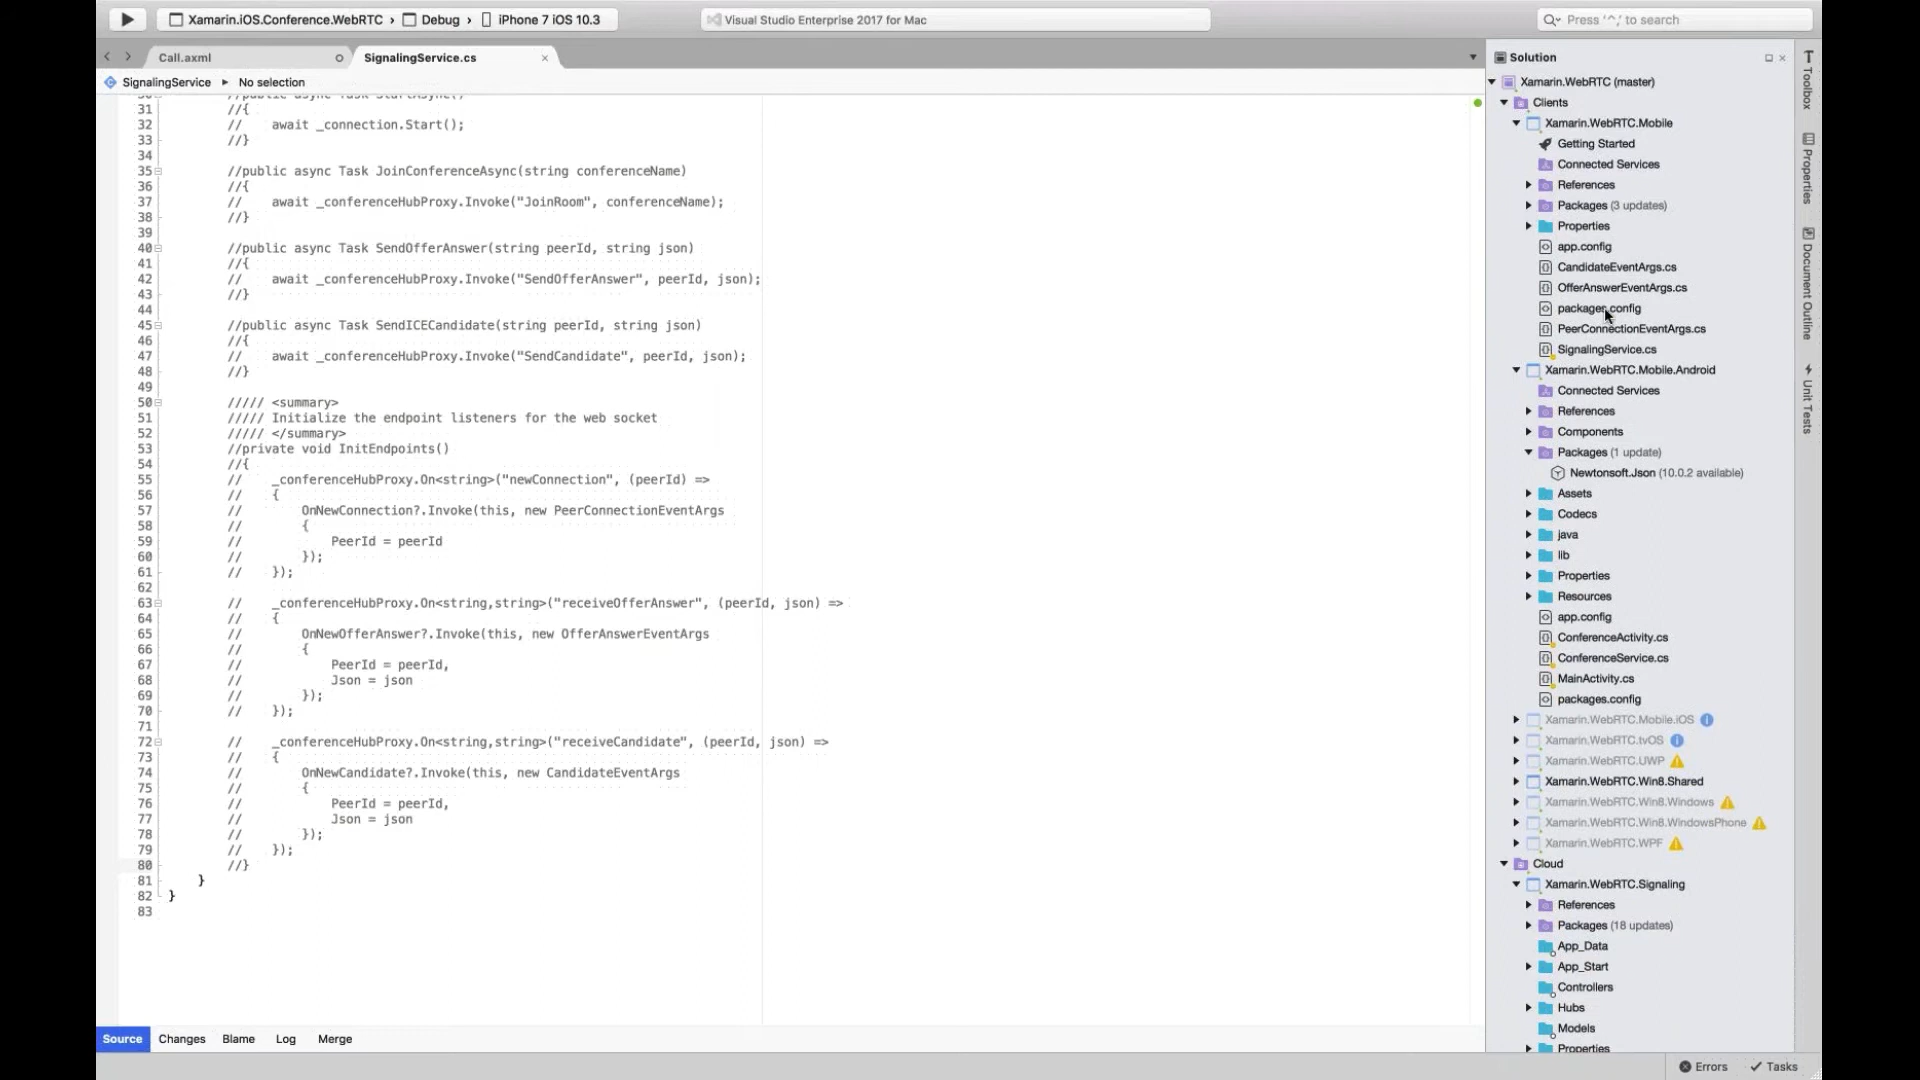 Xamarin.iOS.Conference.WebRTC › Debug › iPhone 7 iOS 10.3
Visual Studio Enterprise 2017 for Mac
Press '^,' to search
Call.axml
SignalingService.cs
SignalingService ▸ No selection
31 //{
32 // await _connection.Start();
33 //}
34
35 //public async Task JoinConferenceAsync(string conferenceName)
36 //{
37 // await _conferenceHubProxy.Invoke("JoinRoom", conferenceName);
38 //}
39
40 //public async Task SendOfferAnswer(string peerId, string json)
41 //{
42 // await _conferenceHubProxy.Invoke("SendOfferAnswer", peerId, json);
43 //}
44
45 //public async Task SendICECandidate(string peerId, string json)
46 //{
47 // await _conferenceHubProxy.Invoke("SendCandidate", peerId, json);
48 //}
49
50 ///// <summary>
51 ///// Initialize the endpoint listeners for the web socket
52 ///// </summary>
53 //private void InitEndpoints()
54 //{
55 // _conferenceHubProxy.On<string>("newConnection", (peerId) =>
56 // {
57 // OnNewConnection?.Invoke(this, new PeerConnectionEventArgs
58 // {
59 // PeerId = peerId
60 // });
61 // });
62
63 // _conferenceHubProxy.On<string,string>("receiveOfferAnswer", (peerId, json) =>
64 // {
65 // OnNewOfferAnswer?.Invoke(this, new OfferAnswerEventArgs
66 // {
67 // PeerId = peerId,
68 // Json = json
69 // });
70 // });
71
72 // _conferenceHubProxy.On<string,string>("receiveCandidate", (peerId, json) =>
73 // {
74 // OnNewCandidate?.Invoke(this, new CandidateEventArgs
75 // {
76 // PeerId = peerId,
77 // Json = json
78 // });
79 // });
80 //}
81 }
82 }
83
Source Changes Blame Log Merge
Solution
Xamarin.WebRTC (master)
Clients
Xamarin.WebRTC.Mobile
Getting Started
Connected Services
References
Packages (3 updates)
Properties
app.config
CandidateEventArgs.cs
OfferAnswerEventArgs.cs
packages.config
PeerConnectionEventArgs.cs
SignalingService.cs
Xamarin.WebRTC.Mobile.Android
Connected Services
References
Components
Packages (1 update)
Newtonsoft.Json (10.0.2 available)
Assets
Codecs
java
lib
Properties
Resources
app.config
ConferenceActivity.cs
ConferenceService.cs
MainActivity.cs
packages.config
Xamarin.WebRTC.Mobile.iOS
Xamarin.WebRTC.tvOS
Xamarin.WebRTC.UWP
Xamarin.WebRTC.Win8.Shared
Xamarin.WebRTC.Win8.Windows
Xamarin.WebRTC.Win8.WindowsPhone
Xamarin.WebRTC.WPF
Cloud
Xamarin.WebRTC.Signaling
References
Packages (18 updates)
App_Data
App_Start
Controllers
Hubs
Models
Properties
Toolbox
Properties
Document Outline
Unit Tests
Errors Tasks